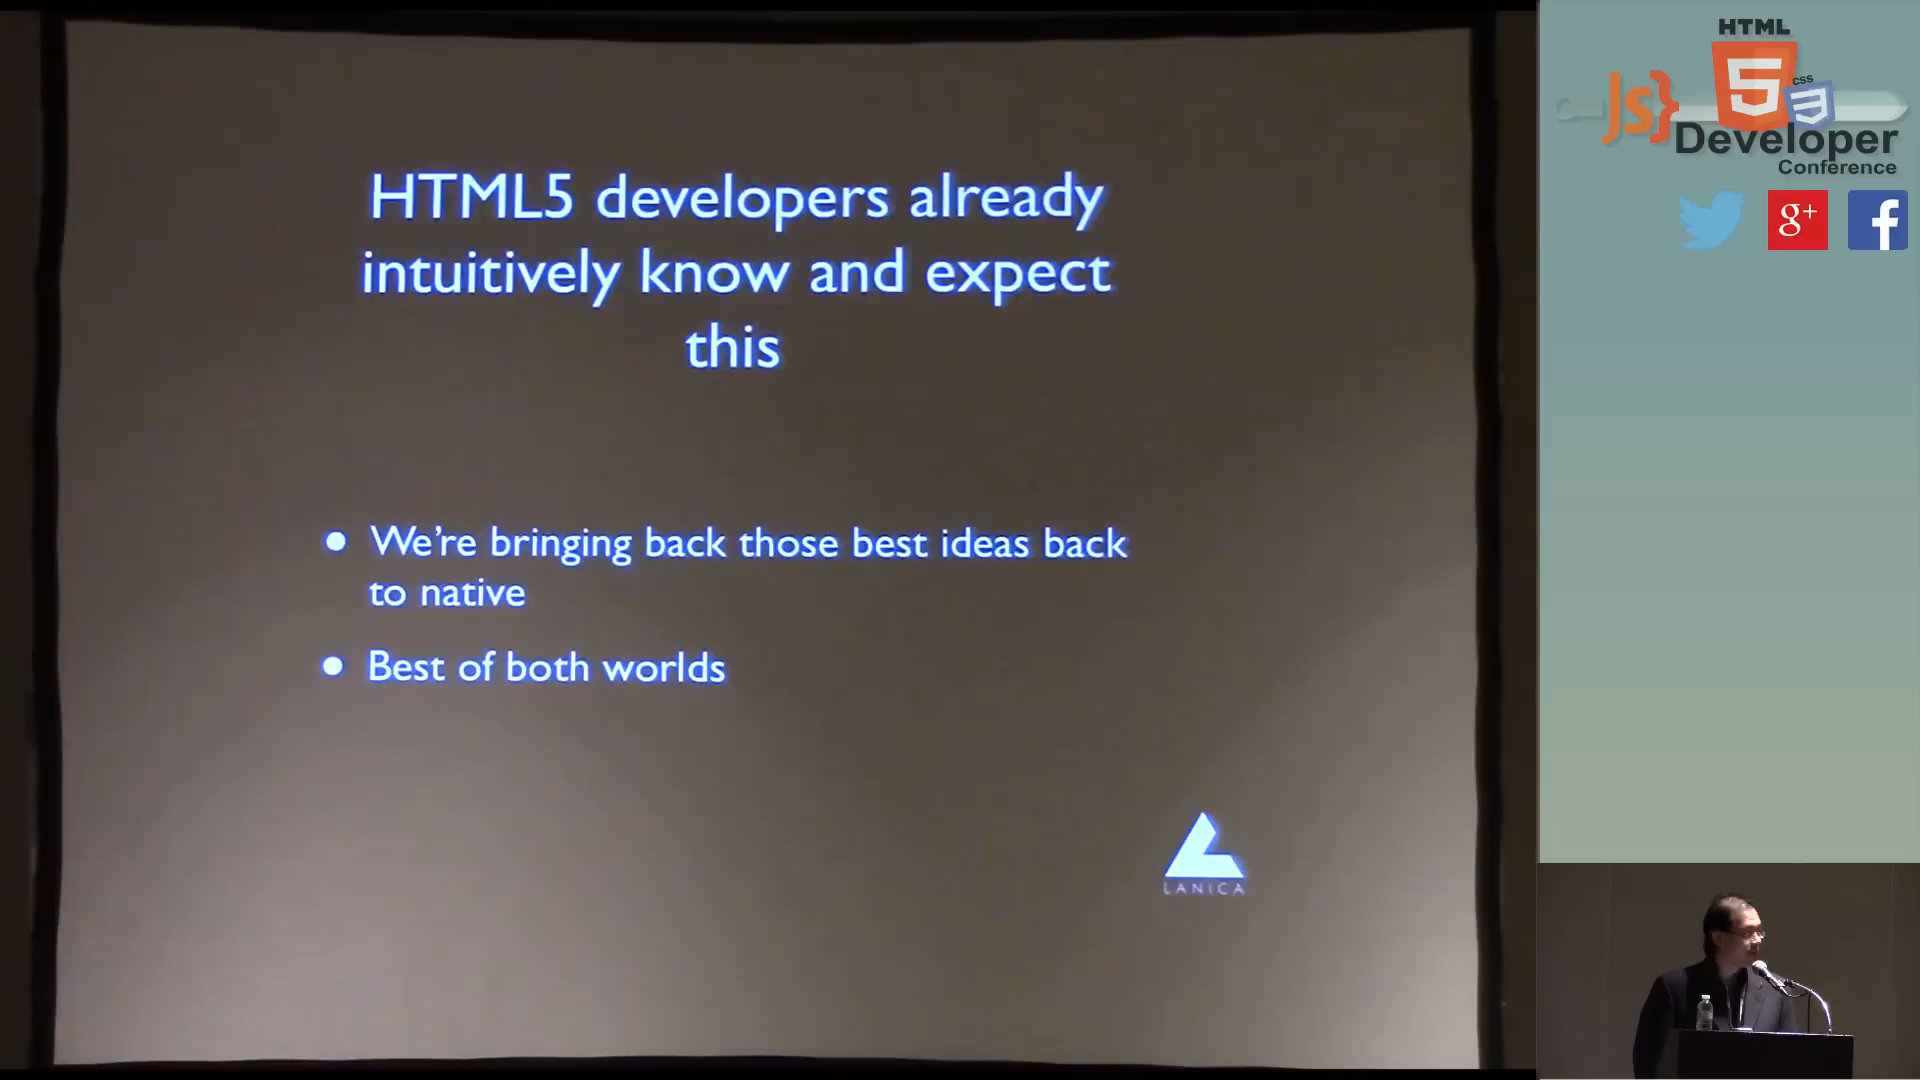 HTML5 developers already
intuitively know and expect
this
• We're bringing back those best ideas back
to native
• Best of both worlds
LANICA
HTML
5
CSS
3
Js}
Developer
Conference
g+
f